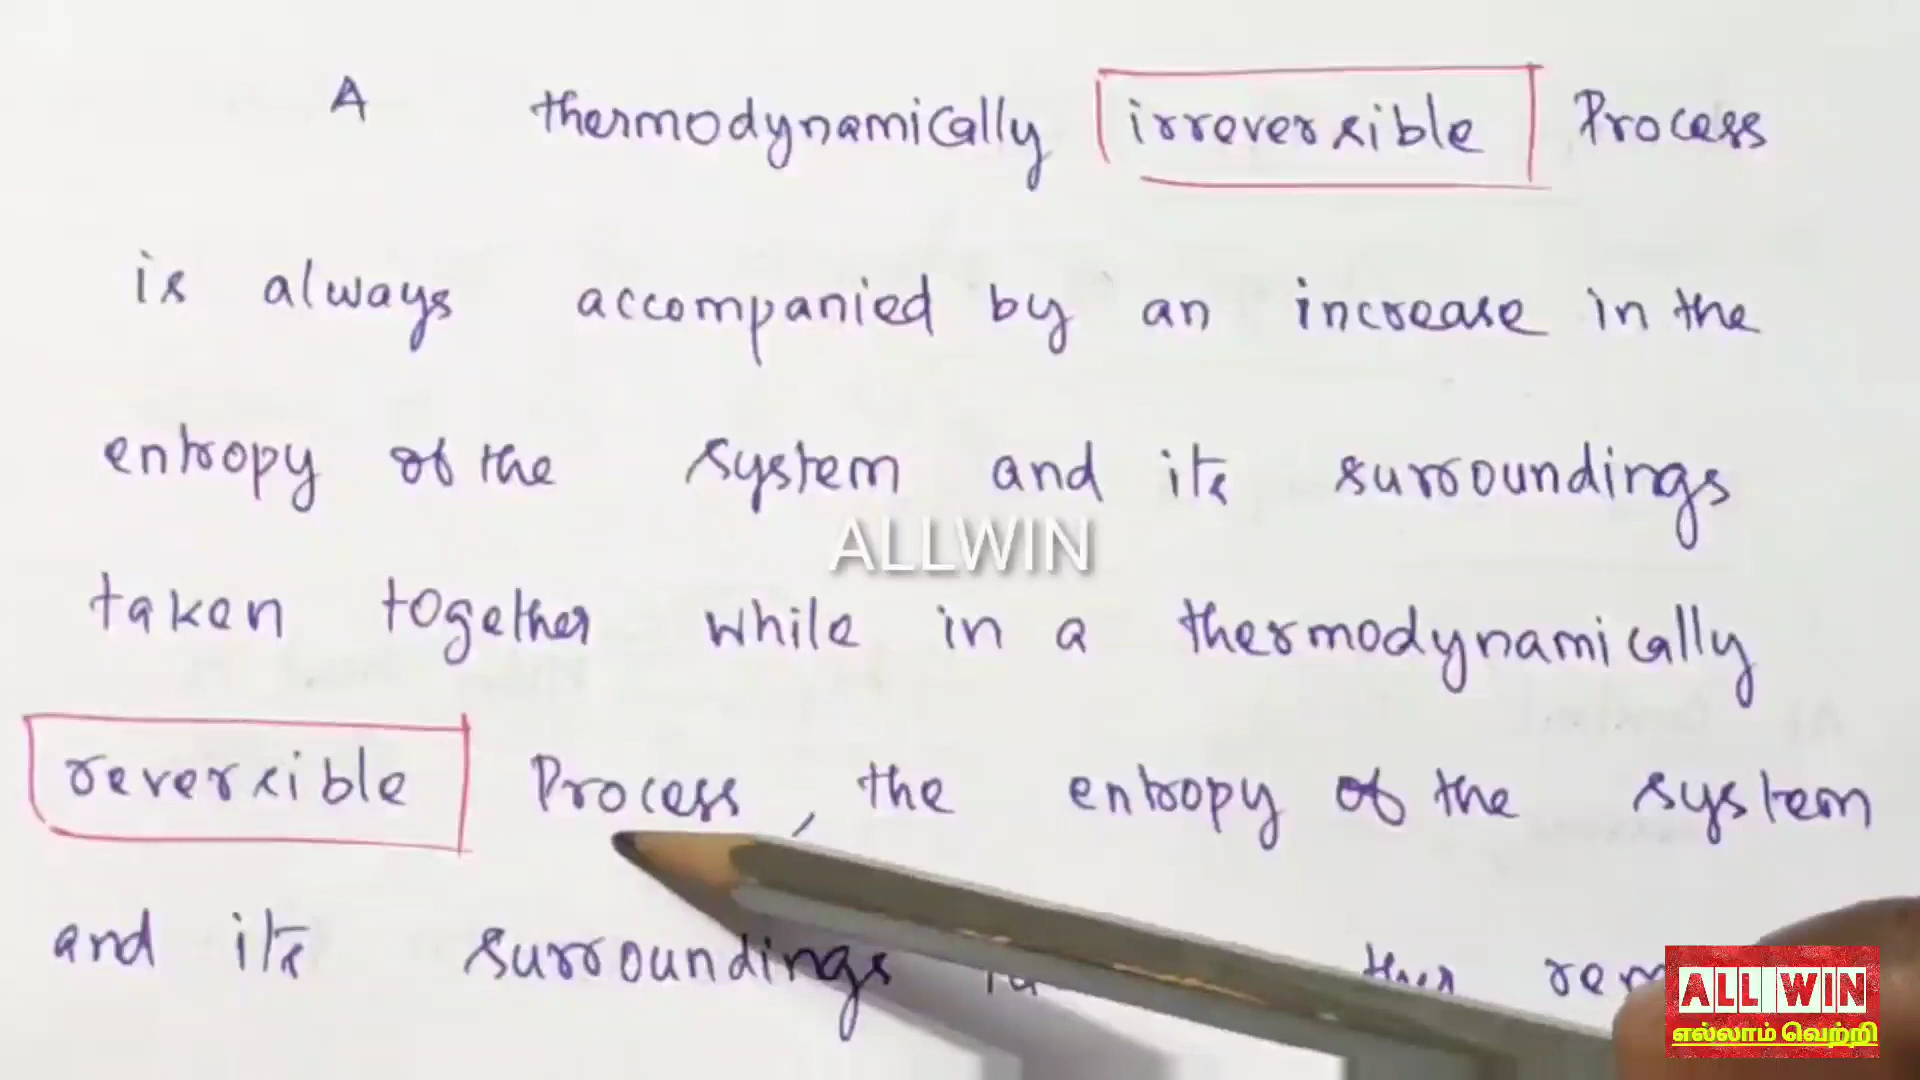 A thermodynamically irreversible Process
is always accompanied by an increase in the
entropy of the system and its surroundings
ALLWIN
taken together while in a thermodynamically
reversible Process, the entropy of the system
and its surroundings
ALL WIN
எல்லாம் வெற்றி